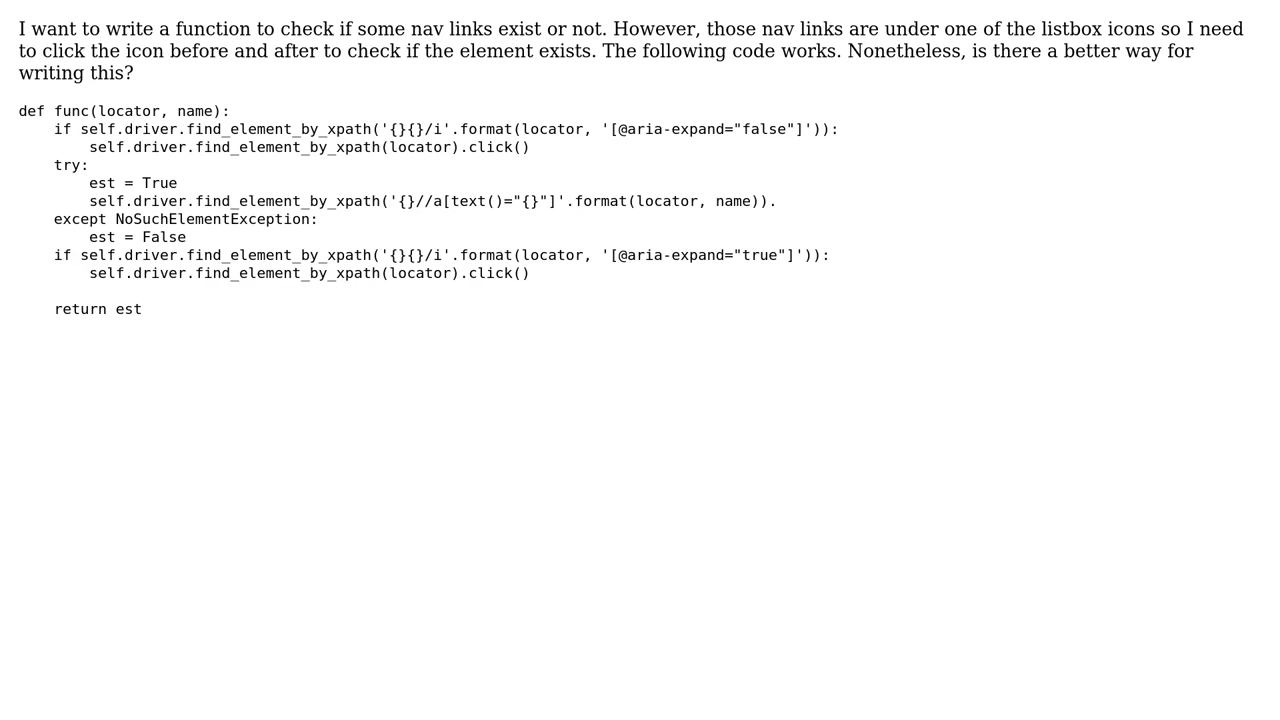 I want to write a function to check if some nav links exist or not. However, those nav links are under one of the listbox icons so I need
to click the icon before and after to check if the element exists. The following code works. Nonetheless, is there a better way for
writing this?
def func(locator, name):
    if self.driver.find_element_by_xpath('{}{}/i'.format(locator, '[@aria-expand="false"]')):
        self.driver.find_element_by_xpath(locator).click()
    try:
        est = True
        self.driver.find_element_by_xpath('{}//a[text()="{}"]'.format(locator, name)).
    except NoSuchElementException:
        est = False
    if self.driver.find_element_by_xpath('{}{}/i'.format(locator, '[@aria-expand="true"]')):
        self.driver.find_element_by_xpath(locator).click()
    return est